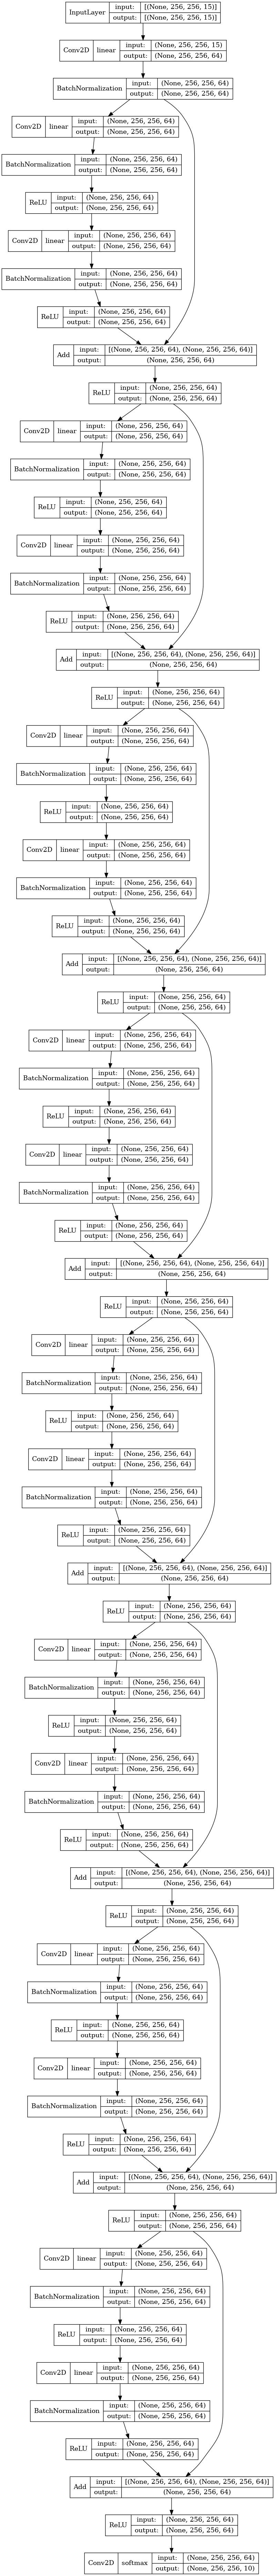 InputLayer input: [(None, 256, 256, 15)]
output: [(None, 256, 256, 15)]
Conv2D linear input: (None, 256, 256, 15)
output: (None, 256, 256, 64)
BatchNormalization input: (None, 256, 256, 64)
output: (None, 256, 256, 64)
Conv2D linear input: (None, 256, 256, 64)
output: (None, 256, 256, 64)
BatchNormalization input: (None, 256, 256, 64)
output: (None, 256, 256, 64)
ReLU input: (None, 256, 256, 64)
output: (None, 256, 256, 64)
Conv2D linear input: (None, 256, 256, 64)
output: (None, 256, 256, 64)
BatchNormalization input: (None, 256, 256, 64)
output: (None, 256, 256, 64)
ReLU input: (None, 256, 256, 64)
output: (None, 256, 256, 64)
Add input: [(None, 256, 256, 64), (None, 256, 256, 64)]
output: (None, 256, 256, 64)
ReLU input: (None, 256, 256, 64)
output: (None, 256, 256, 64)
Conv2D linear input: (None, 256, 256, 64)
output: (None, 256, 256, 64)
BatchNormalization input: (None, 256, 256, 64)
output: (None, 256, 256, 64)
ReLU input: (None, 256, 256, 64)
output: (None, 256, 256, 64)
Conv2D linear input: (None, 256, 256, 64)
output: (None, 256, 256, 64)
BatchNormalization input: (None, 256, 256, 64)
output: (None, 256, 256, 64)
ReLU input: (None, 256, 256, 64)
output: (None, 256, 256, 64)
Add input: [(None, 256, 256, 64), (None, 256, 256, 64)]
output: (None, 256, 256, 64)
ReLU input: (None, 256, 256, 64)
output: (None, 256, 256, 64)
Conv2D linear input: (None, 256, 256, 64)
output: (None, 256, 256, 64)
BatchNormalization input: (None, 256, 256, 64)
output: (None, 256, 256, 64)
ReLU input: (None, 256, 256, 64)
output: (None, 256, 256, 64)
Conv2D linear input: (None, 256, 256, 64)
output: (None, 256, 256, 64)
BatchNormalization input: (None, 256, 256, 64)
output: (None, 256, 256, 64)
ReLU input: (None, 256, 256, 64)
output: (None, 256, 256, 64)
Add input: [(None, 256, 256, 64), (None, 256, 256, 64)]
output: (None, 256, 256, 64)
ReLU input: (None, 256, 256, 64)
output: (None, 256, 256, 64)
Conv2D linear input: (None, 256, 256, 64)
output: (None, 256, 256, 64)
BatchNormalization input: (None, 256, 256, 64)
output: (None, 256, 256, 64)
ReLU input: (None, 256, 256, 64)
output: (None, 256, 256, 64)
Conv2D linear input: (None, 256, 256, 64)
output: (None, 256, 256, 64)
BatchNormalization input: (None, 256, 256, 64)
output: (None, 256, 256, 64)
ReLU input: (None, 256, 256, 64)
output: (None, 256, 256, 64)
Add input: [(None, 256, 256, 64), (None, 256, 256, 64)]
output: (None, 256, 256, 64)
ReLU input: (None, 256, 256, 64)
output: (None, 256, 256, 64)
Conv2D linear input: (None, 256, 256, 64)
output: (None, 256, 256, 64)
BatchNormalization input: (None, 256, 256, 64)
output: (None, 256, 256, 64)
ReLU input: (None, 256, 256, 64)
output: (None, 256, 256, 64)
Conv2D linear input: (None, 256, 256, 64)
output: (None, 256, 256, 64)
BatchNormalization input: (None, 256, 256, 64)
output: (None, 256, 256, 64)
ReLU input: (None, 256, 256, 64)
output: (None, 256, 256, 64)
Add input: [(None, 256, 256, 64), (None, 256, 256, 64)]
output: (None, 256, 256, 64)
ReLU input: (None, 256, 256, 64)
output: (None, 256, 256, 64)
Conv2D linear input: (None, 256, 256, 64)
output: (None, 256, 256, 64)
BatchNormalization input: (None, 256, 256, 64)
output: (None, 256, 256, 64)
ReLU input: (None, 256, 256, 64)
output: (None, 256, 256, 64)
Conv2D linear input: (None, 256, 256, 64)
output: (None, 256, 256, 64)
BatchNormalization input: (None, 256, 256, 64)
output: (None, 256, 256, 64)
ReLU input: (None, 256, 256, 64)
output: (None, 256, 256, 64)
Add input: [(None, 256, 256, 64), (None, 256, 256, 64)]
output: (None, 256, 256, 64)
ReLU input: (None, 256, 256, 64)
output: (None, 256, 256, 64)
Conv2D linear input: (None, 256, 256, 64)
output: (None, 256, 256, 64)
BatchNormalization input: (None, 256, 256, 64)
output: (None, 256, 256, 64)
ReLU input: (None, 256, 256, 64)
output: (None, 256, 256, 64)
Conv2D linear input: (None, 256, 256, 64)
output: (None, 256, 256, 64)
BatchNormalization input: (None, 256, 256, 64)
output: (None, 256, 256, 64)
ReLU input: (None, 256, 256, 64)
output: (None, 256, 256, 64)
Add input: [(None, 256, 256, 64), (None, 256, 256, 64)]
output: (None, 256, 256, 64)
ReLU input: (None, 256, 256, 64)
output: (None, 256, 256, 64)
Conv2D linear input: (None, 256, 256, 64)
output: (None, 256, 256, 64)
BatchNormalization input: (None, 256, 256, 64)
output: (None, 256, 256, 64)
ReLU input: (None, 256, 256, 64)
output: (None, 256, 256, 64)
Conv2D linear input: (None, 256, 256, 64)
output: (None, 256, 256, 64)
BatchNormalization input: (None, 256, 256, 64)
output: (None, 256, 256, 64)
ReLU input: (None, 256, 256, 64)
output: (None, 256, 256, 64)
Add input: [(None, 256, 256, 64), (None, 256, 256, 64)]
output: (None, 256, 256, 64)
ReLU input: (None, 256, 256, 64)
output: (None, 256, 256, 64)
Conv2D softmax input: (None, 256, 256, 64)
output: (None, 256, 256, 10)